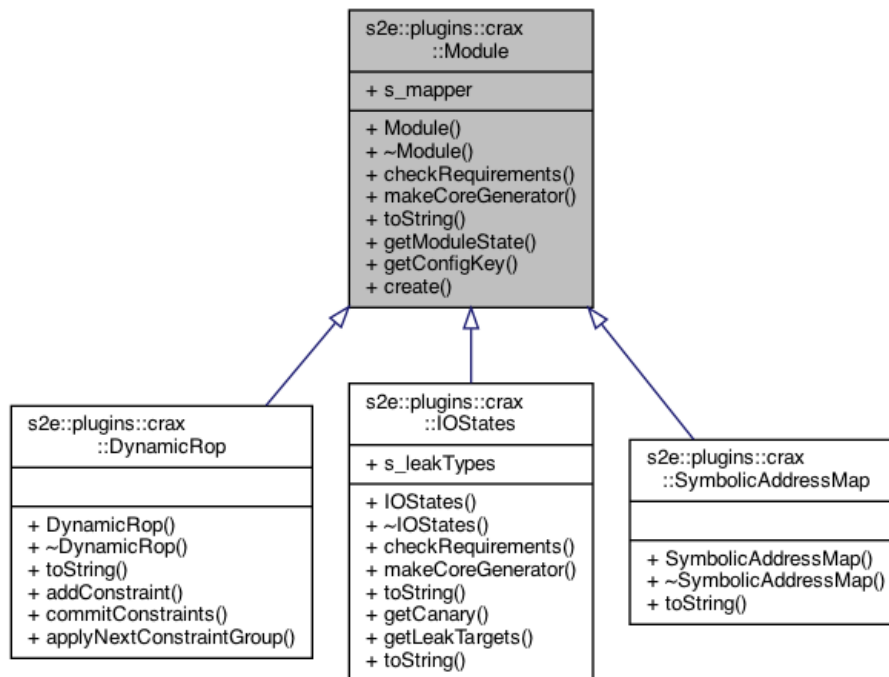 s2e::plugins::crax
::Module
+ s_mapper
+ Module()
+ ~Module()
+ checkRequirements()
+ makeCoreGenerator()
+ toString()
+ getModuleState()
+ getConfigKey()
+ create()
s2e::plugins::crax
::DynamicRop
+ DynamicRop()
+ ~DynamicRop()
+ toString()
+ addConstraint()
+ commitConstraints()
+ applyNextConstraintGroup()
s2e::plugins::crax
::IOStates
+ s_leakTypes
+ IOStates()
+ ~IOStates()
+ checkRequirements()
+ makeCoreGenerator()
+ toString()
+ getCanary()
+ getLeakTargets()
+ toString()
s2e::plugins::crax
::SymbolicAddressMap
+ SymbolicAddressMap()
+ ~SymbolicAddressMap()
+ toString()